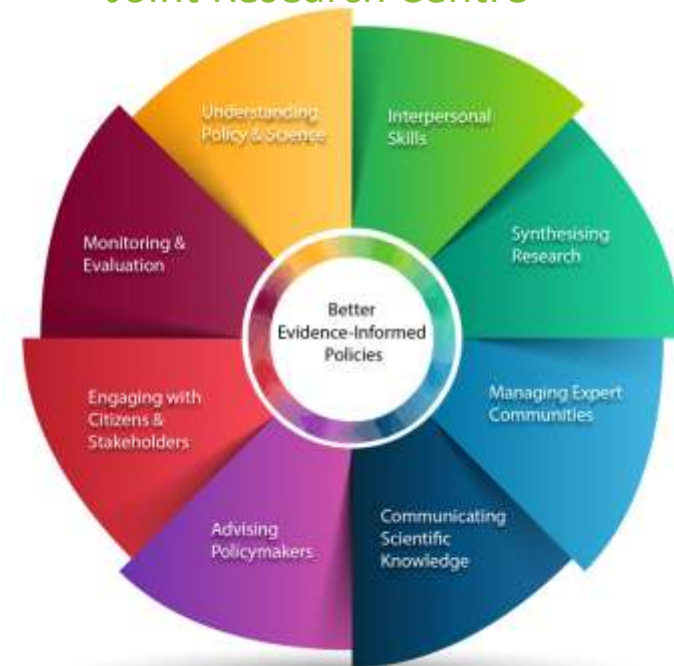 Joint Research Centre
Understanding
Policy & Science
Interpersonal
Skills
Synthesising
Research
Managing Expert
Communities
Communicating
Scientific
Knowledge
Advising
Policymakers
Engaging with
Citizens &
Stakeholders
Monitoring &
Evaluation
Better
Evidence-Informed
Policies